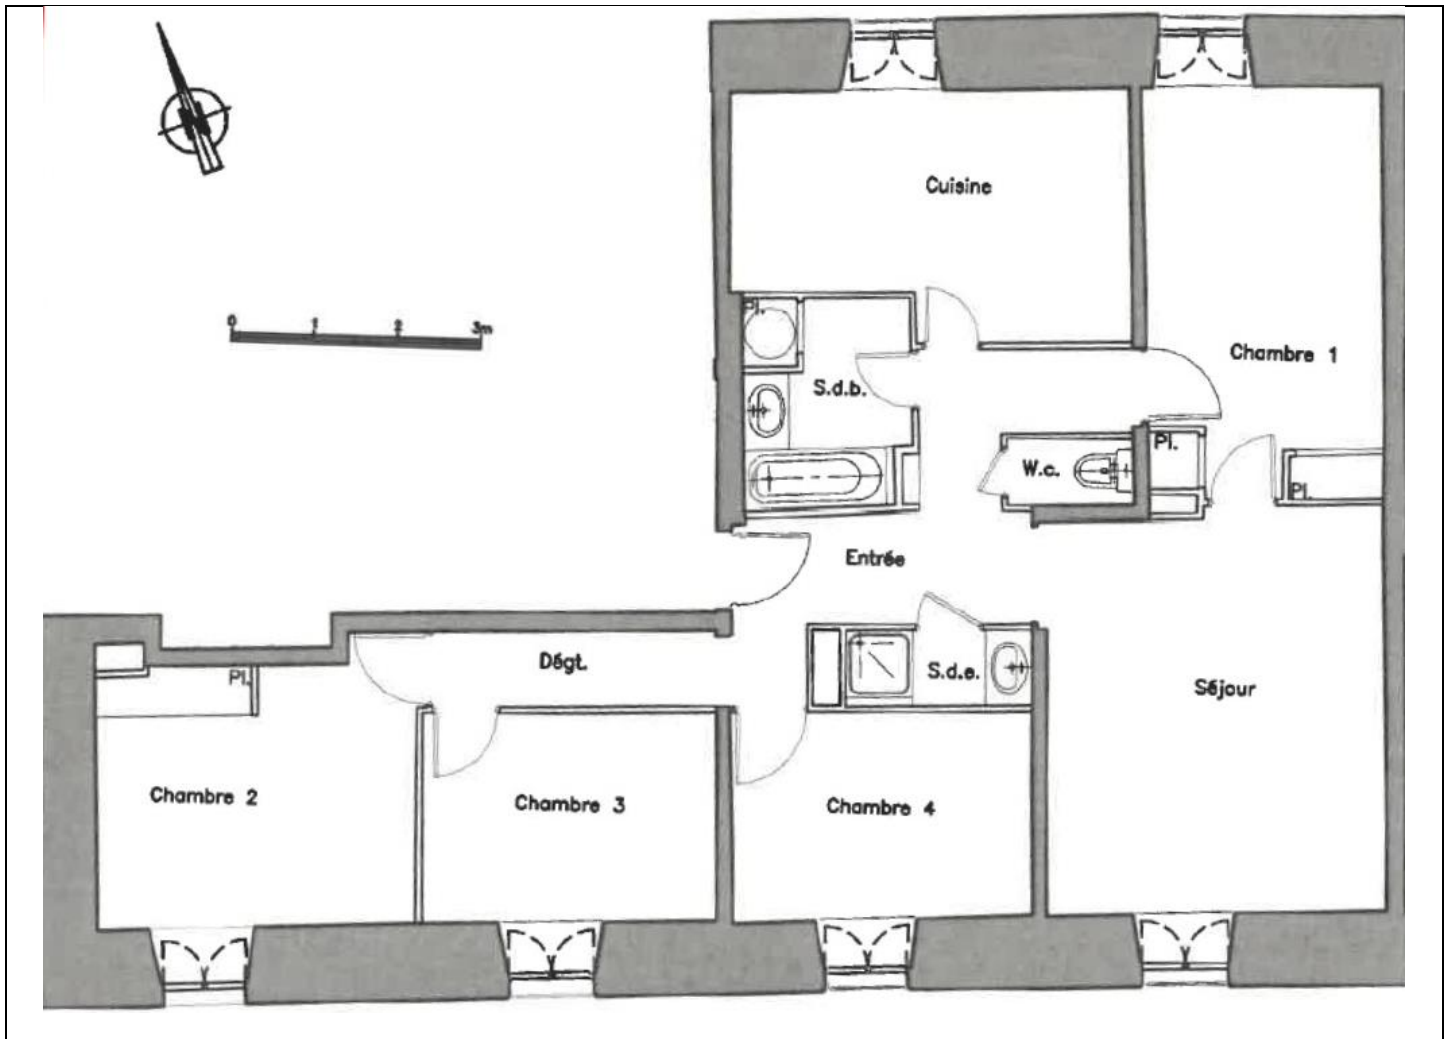 Cuisine
0 1 2 3m
Chambre 1
S.d.b.
Pl.
W.c.
Pl.
Entrée
Dégt.
S.d.e.
Pl.
Séjour
Chambre 2
Chambre 3
Chambre 4